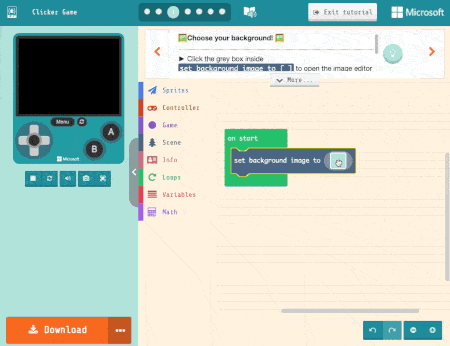 Clicker Game
1
Exit tutorial
Microsoft
Choose your background!
► Click the grey box inside
set background image to [ ] to open the image editor
More...
Menu
A
B
Microsoft
Sprites
Controller
Game
Scene
Info
Loops
Variables
Math
on start
set background image to
Download